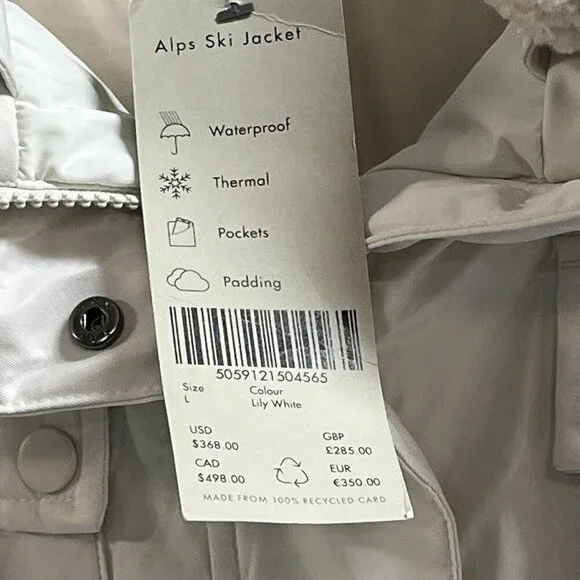 Alps Ski Jacket
Waterproof
Thermal
Pockets
Padding
5059121504565
Size Colour
L Lily White
USD GBP
$368.00 £285.00
CAD EUR
$498.00 €350.00
MADE FROM 100% RECYCLED CARD